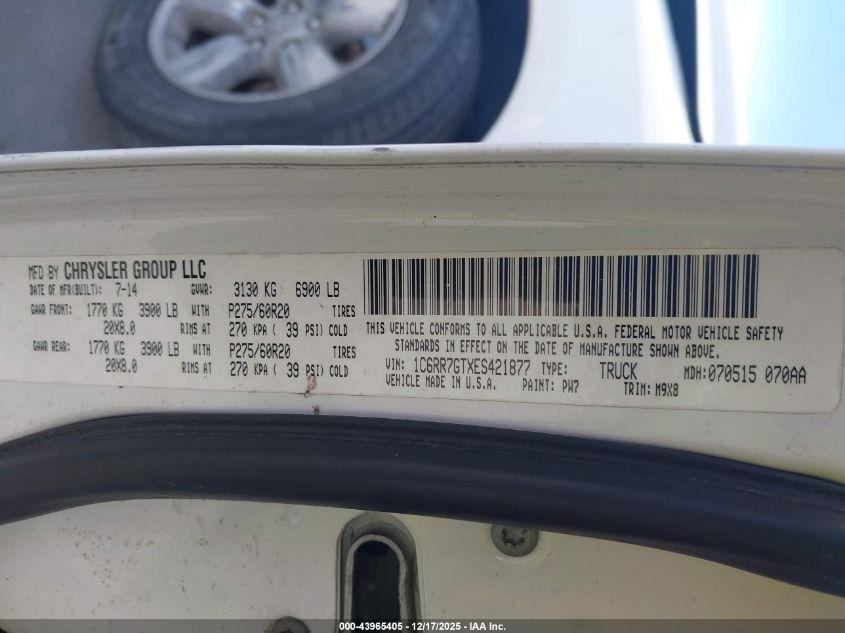 MFD BY CHRYSLER GROUP LLC
DATE OF MFR(BUILT): 7-14 GVWR: 3130 KG 6900 LB
GAWR FRONT: 1770 KG 3900 LB WITH P275/60R20 TIRES
20X8.0 RIMS AT 270 KPA ( 39 PSI) COLD
GAWR REAR: 1770 KG 3900 LB WITH P275/60R20 TIRES
20X8.0 RIMS AT 270 KPA ( 39 PSI) COLD
THIS VEHICLE CONFORMS TO ALL APPLICABLE U.S.A. FEDERAL MOTOR VEHICLE SAFETY
STANDARDS IN EFFECT ON THE DATE OF MANUFACTURE SHOWN ABOVE.
VIN: 1C6RR7GTXES421877 TYPE: TRUCK MDH: 070515 070AA
VEHICLE MADE IN U.S.A. PAINT: PW7 TRIM: M9X8
000-43965405 - 12/17/2025 - IAA Inc.